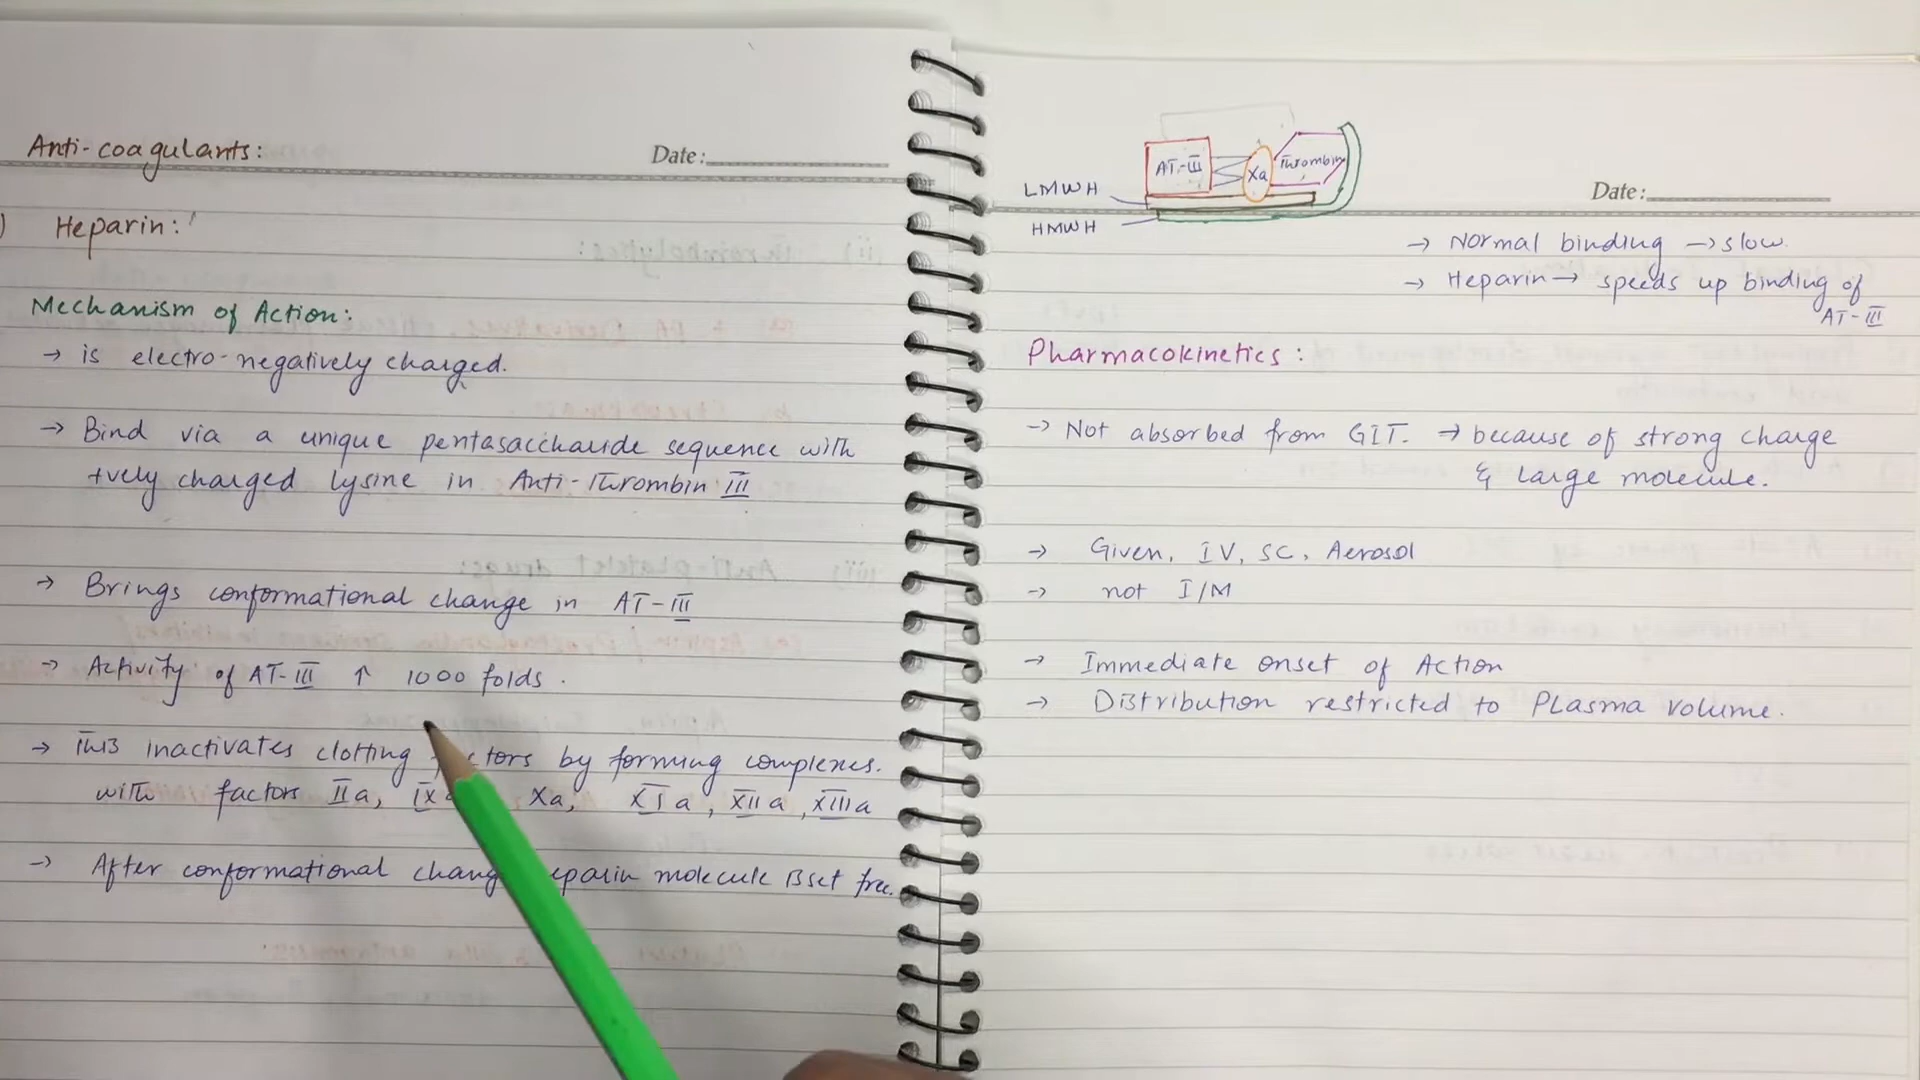 Anti-coagulants:
Date:
) Heparin:
Mechanism of Action:
→ is electro-negatively charged.
→ Bind via a unique pentasaccharide sequence with
+vely charged lysine in Anti-Thrombin III
→ Brings conformational change in AT-III
→ Activity of AT-III ↑ 1000 folds.
→ This inactivates clotting by forming complexes.
with factors IIa, Xa, XIa, XIIa, XIIIa
→ After conformational molecule is set free.
AT-III Xa Thrombin
LMWH
HMWH
Date:
→ Normal binding → slow.
→ Heparin → speeds up binding of
AT-III
Pharmacokinetics:
→ Not absorbed from GIT. → because of strong charge
& large molecule.
→ Given, IV, SC, Aerosol
→ not I/M
→ Immediate onset of Action
→ Distribution restricted to Plasma volume.